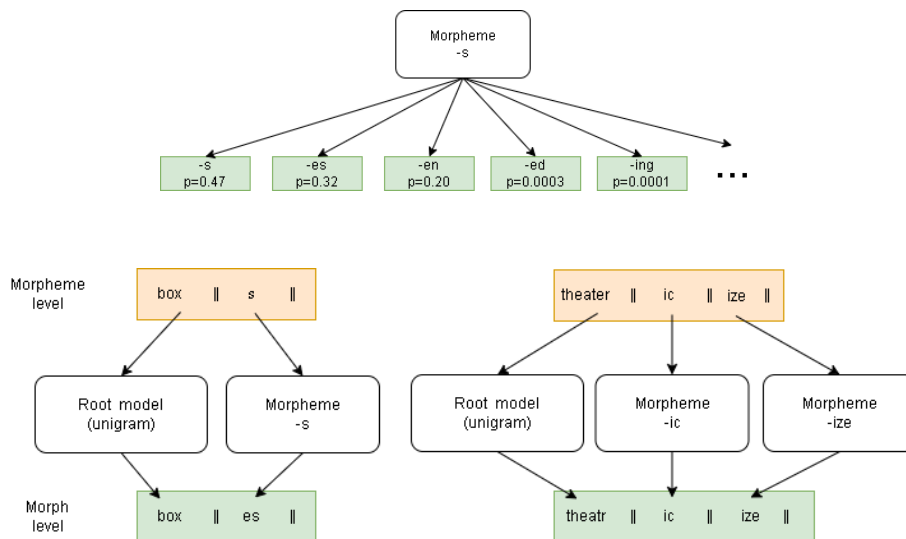 Morpheme
-s
-s
p=0.47
-es
p=0.32
-en
p=0.20
-ed
p=0.0003
-ing
p=0.0001
...
Morpheme
level
box || s ||
theater || ic || ize ||
Root model
(unigram)
Morpheme
-s
Root model
(unigram)
Morpheme
-ic
Morpheme
-ize
Morph
level
box || es ||
theatr || ic || ize ||